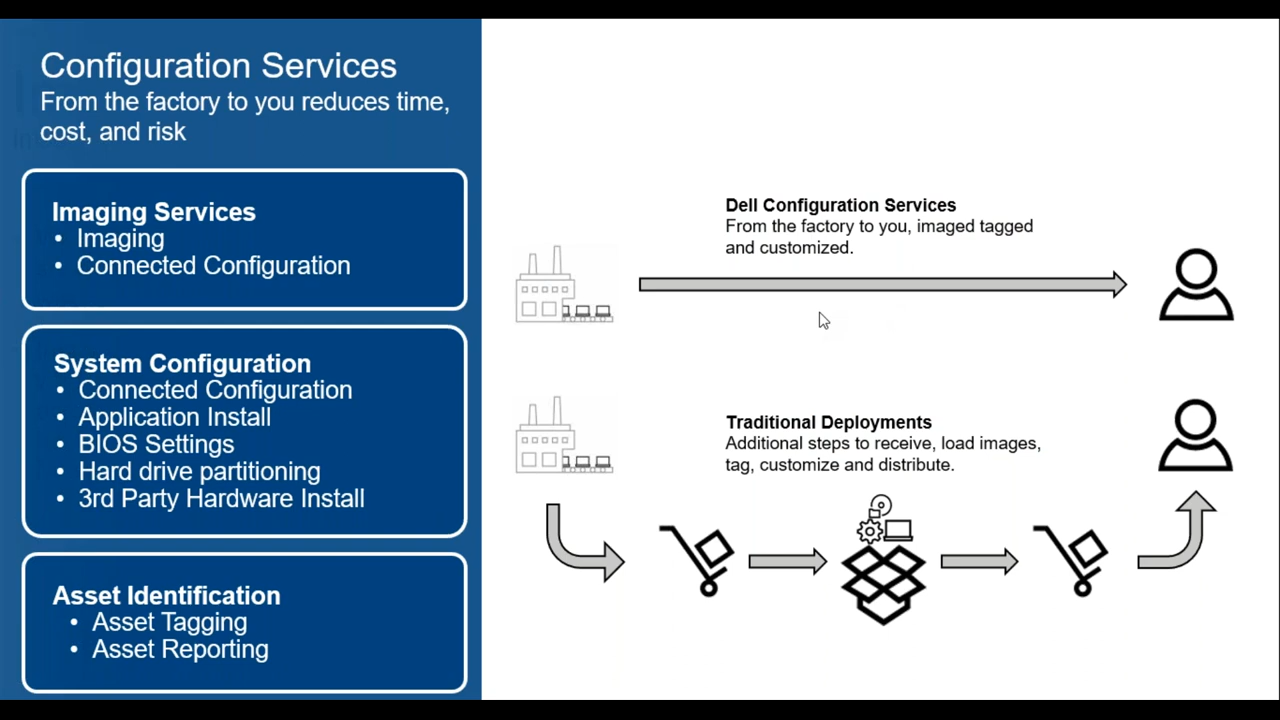 Configuration Services
From the factory to you reduces time,
cost, and risk
Imaging Services
• Imaging
• Connected Configuration
System Configuration
• Connected Configuration
• Application Install
• BIOS Settings
• Hard drive partitioning
• 3rd Party Hardware Install
Asset Identification
• Asset Tagging
• Asset Reporting
Dell Configuration Services
From the factory to you, imaged tagged
and customized.
Traditional Deployments
Additional steps to receive, load images,
tag, customize and distribute.